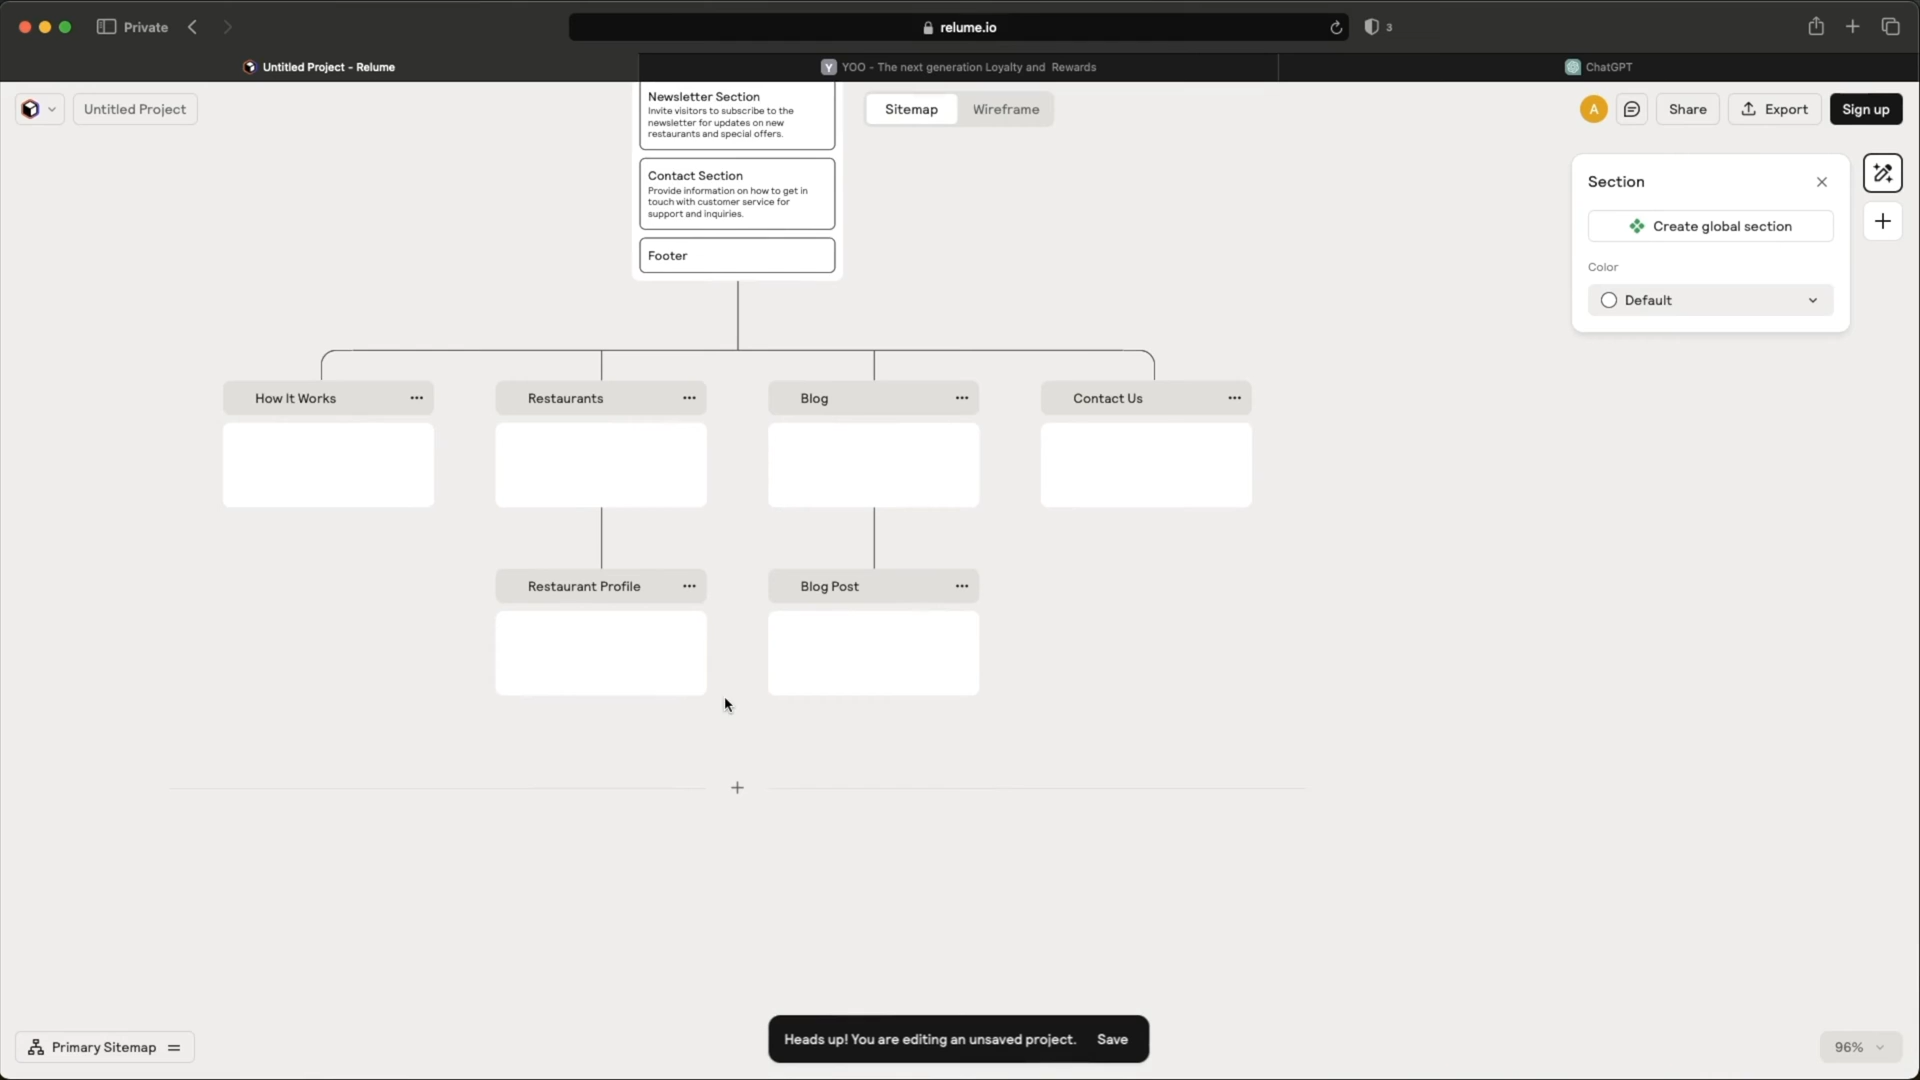 Private
relume.io
3
Untitled Project - Relume
Y YOO - The next generation Loyalty and Rewards
ChatGPT
Untitled Project
Sitemap
Wireframe
A
Share
Export
Sign up
Newsletter Section
Invite visitors to subscribe to the
newsletter for updates on new
restaurants and special offers.
Contact Section
Provide information on how to get in
touch with customer service for
support and inquiries.
Footer
Section
Create global section
Color
Default
How It Works
Restaurants
Blog
Contact Us
Restaurant Profile
Blog Post
Heads up! You are editing an unsaved project. Save
Primary Sitemap
96%